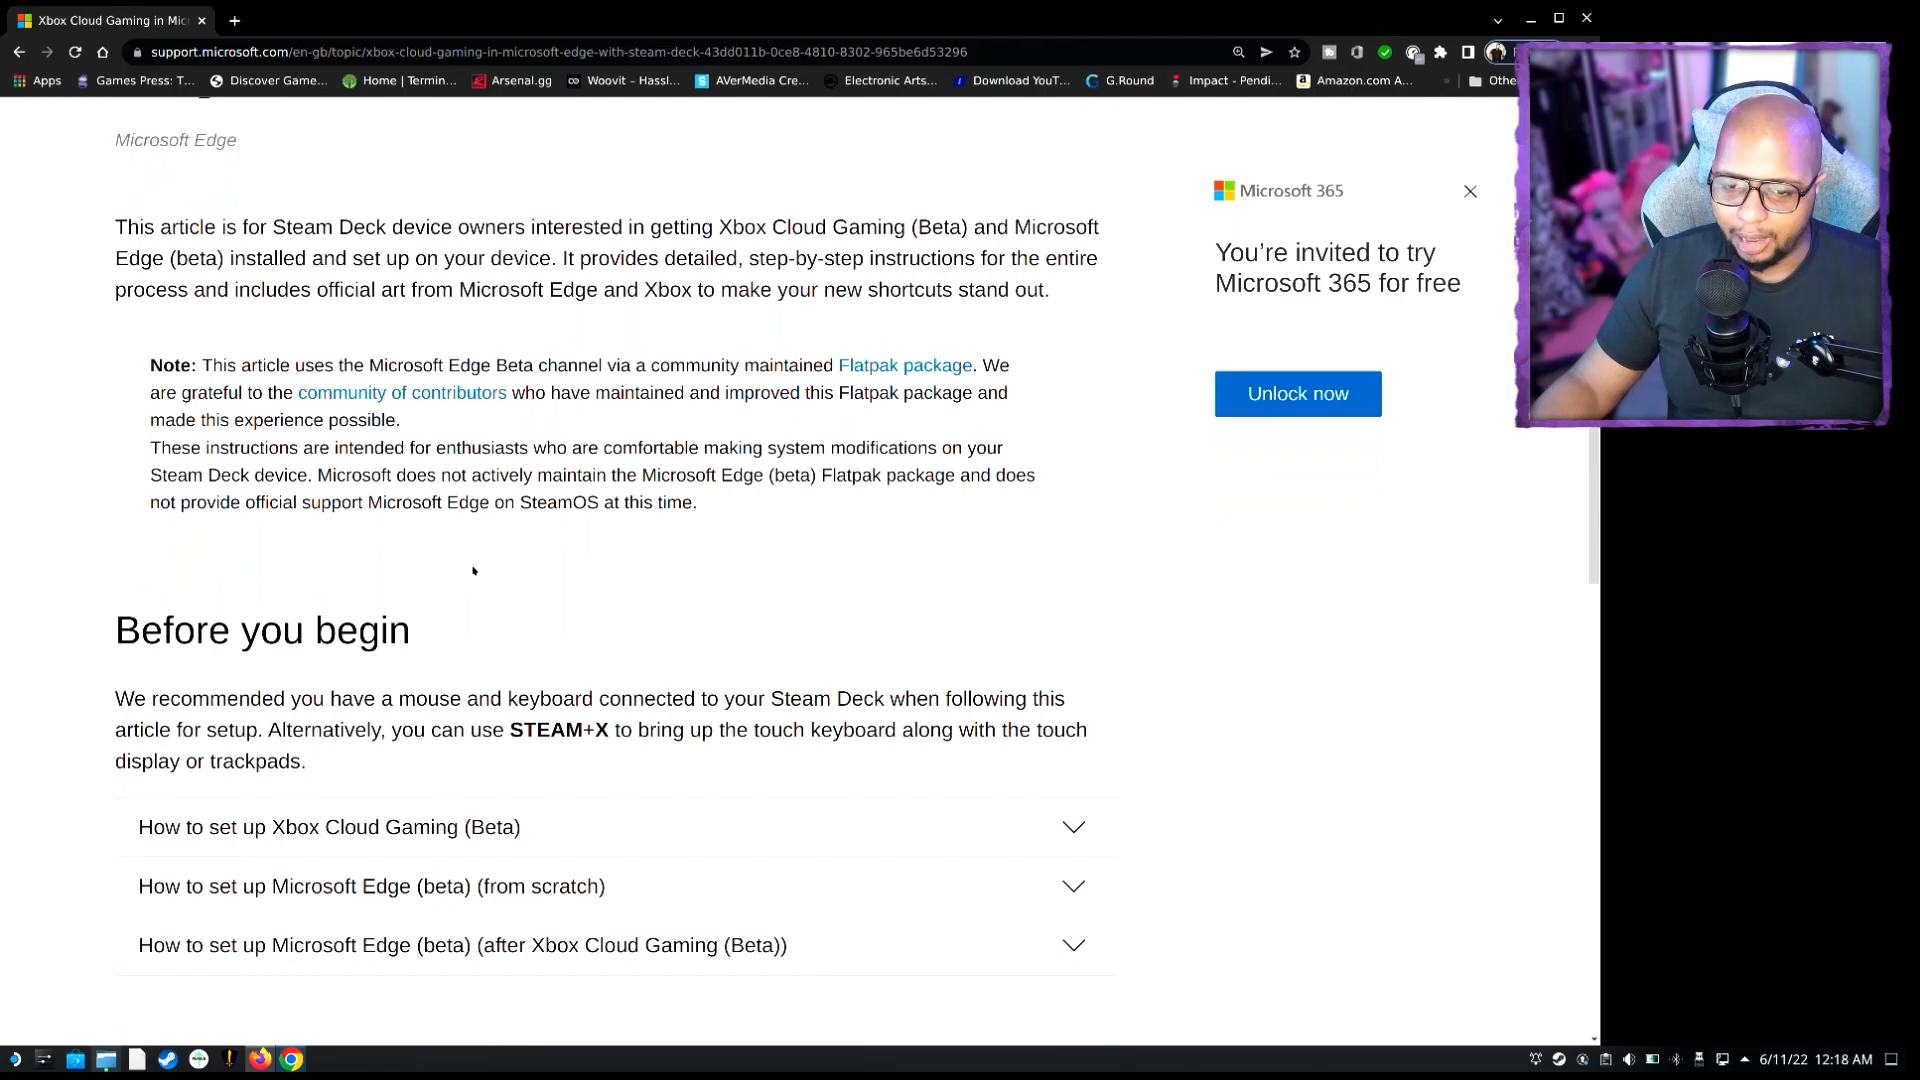 Xbox Cloud Gaming in Mic
support.microsoft.com/en-gb/topic/xbox-cloud-gaming-in-microsoft-edge-with-steam-deck-43dd011b-0ce8-4810-8302-965be6d53296
Apps Games Press: T... Discover Game... Home | Termin... Arsenal.gg Woovit – Hassl... AVerMedia Cre... Electronic Arts... Download YouT... G.Round Impact - Pendi... Amazon.com A... » Othe
Microsoft Edge
This article is for Steam Deck device owners interested in getting Xbox Cloud Gaming (Beta) and Microsoft
Edge (beta) installed and set up on your device. It provides detailed, step-by-step instructions for the entire
process and includes official art from Microsoft Edge and Xbox to make your new shortcuts stand out.
Note: This article uses the Microsoft Edge Beta channel via a community maintained Flatpak package. We
are grateful to the community of contributors who have maintained and improved this Flatpak package and
made this experience possible.
These instructions are intended for enthusiasts who are comfortable making system modifications on your
Steam Deck device. Microsoft does not actively maintain the Microsoft Edge (beta) Flatpak package and does
not provide official support Microsoft Edge on SteamOS at this time.
Microsoft 365
You're invited to try
Microsoft 365 for free
Unlock now
Before you begin
We recommended you have a mouse and keyboard connected to your Steam Deck when following this
article for setup. Alternatively, you can use STEAM+X to bring up the touch keyboard along with the touch
display or trackpads.
How to set up Xbox Cloud Gaming (Beta)
How to set up Microsoft Edge (beta) (from scratch)
How to set up Microsoft Edge (beta) (after Xbox Cloud Gaming (Beta))
6/11/22 12:18 AM